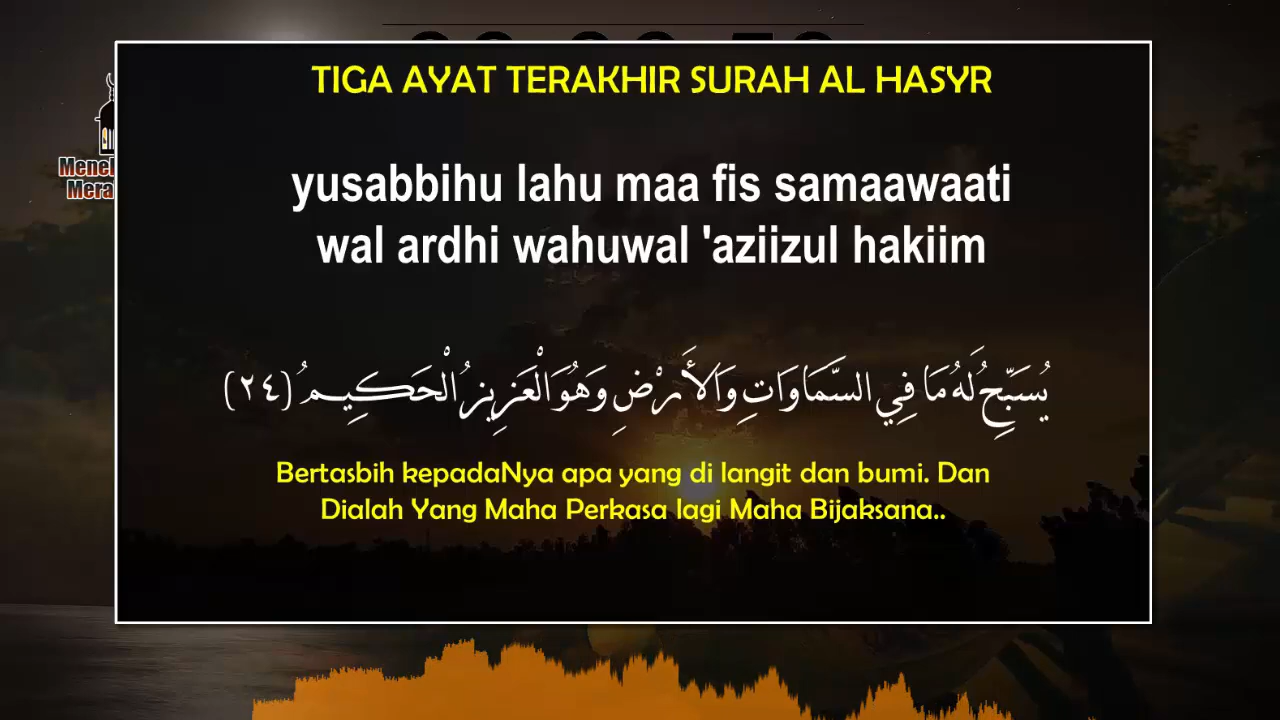 TIGA AYAT TERAKHIR SURAH AL HASYR
yusabbihu lahu maa fis samaawaati
wal ardhi wahuwal 'aziizul hakiim
يُسَبِّحُ لَهُ مَا فِي السَّمَاوَاتِ وَالأَرْضِ وَهُوَ الْعَزِيزُ الْحَكِيمُ (٢٤)
Bertasbih kepadaNya apa yang di langit dan bumi. Dan
Dialah Yang Maha Perkasa lagi Maha Bijaksana..